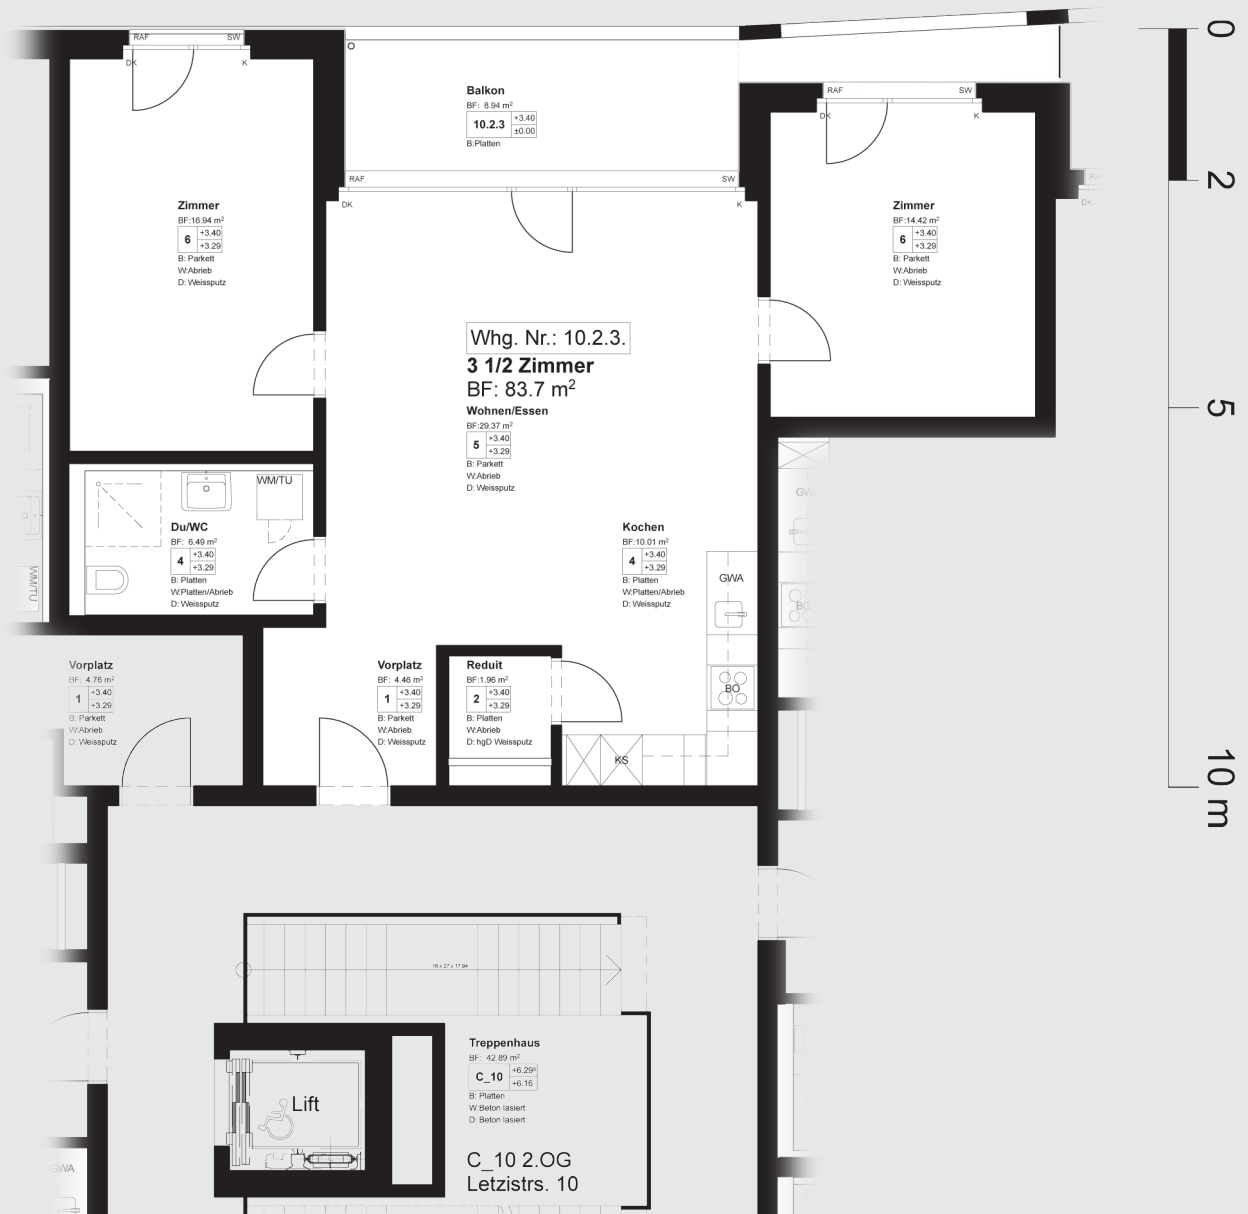 RAF SW
DK K
Balkon
BF: 8.94 m²
10.2.3 +3.40
±0.00
B:Platten
RAF SW
DK K
RAF SW
DK K
Zimmer
BF:16.94 m²
6 +3.40
+3.29
B: Parkett
W:Abrieb
D: Weissputz
Zimmer
BF:14.42 m²
6 +3.40
+3.29
B: Parkett
W:Abrieb
D: Weissputz
RA
DK
0
2
5
10 m
Whg. Nr.: 10.2.3.
3 1/2 Zimmer
BF: 83.7 m²
Wohnen/Essen
BF:29.37 m²
5 +3.40
+3.29
B: Parkett
W:Abrieb
D: Weissputz
WM/TU
Du/WC
BF: 6.49 m²
4 +3.40
+3.29
B: Platten
W:Platten/Abrieb
D: Weissputz
WM/TU
Kochen
BF:10.01 m²
4 +3.40
+3.29
B: Platten
W:Platten/Abrieb
D: Weissputz
GWA
BO
KS
GW
BO
Vorplatz
BF: 4.76 m²
1 +3.40
+3.29
B: Parkett
W:Abrieb
D: Weissputz
Vorplatz
BF: 4.46 m²
1 +3.40
+3.29
B: Parkett
W:Abrieb
D: Weissputz
Reduit
BF:1.96 m²
2 +3.40
+3.29
B: Platten
W:Abrieb
D: hgD Weissputz
Treppenhaus
BF: 42.89 m²
C_10 +6.29⁵
+6.16
B: Platten
W:Beton lasiert
D: Beton lasiert
Lift
GWA
C_10 2.OG
Letzistrs. 10